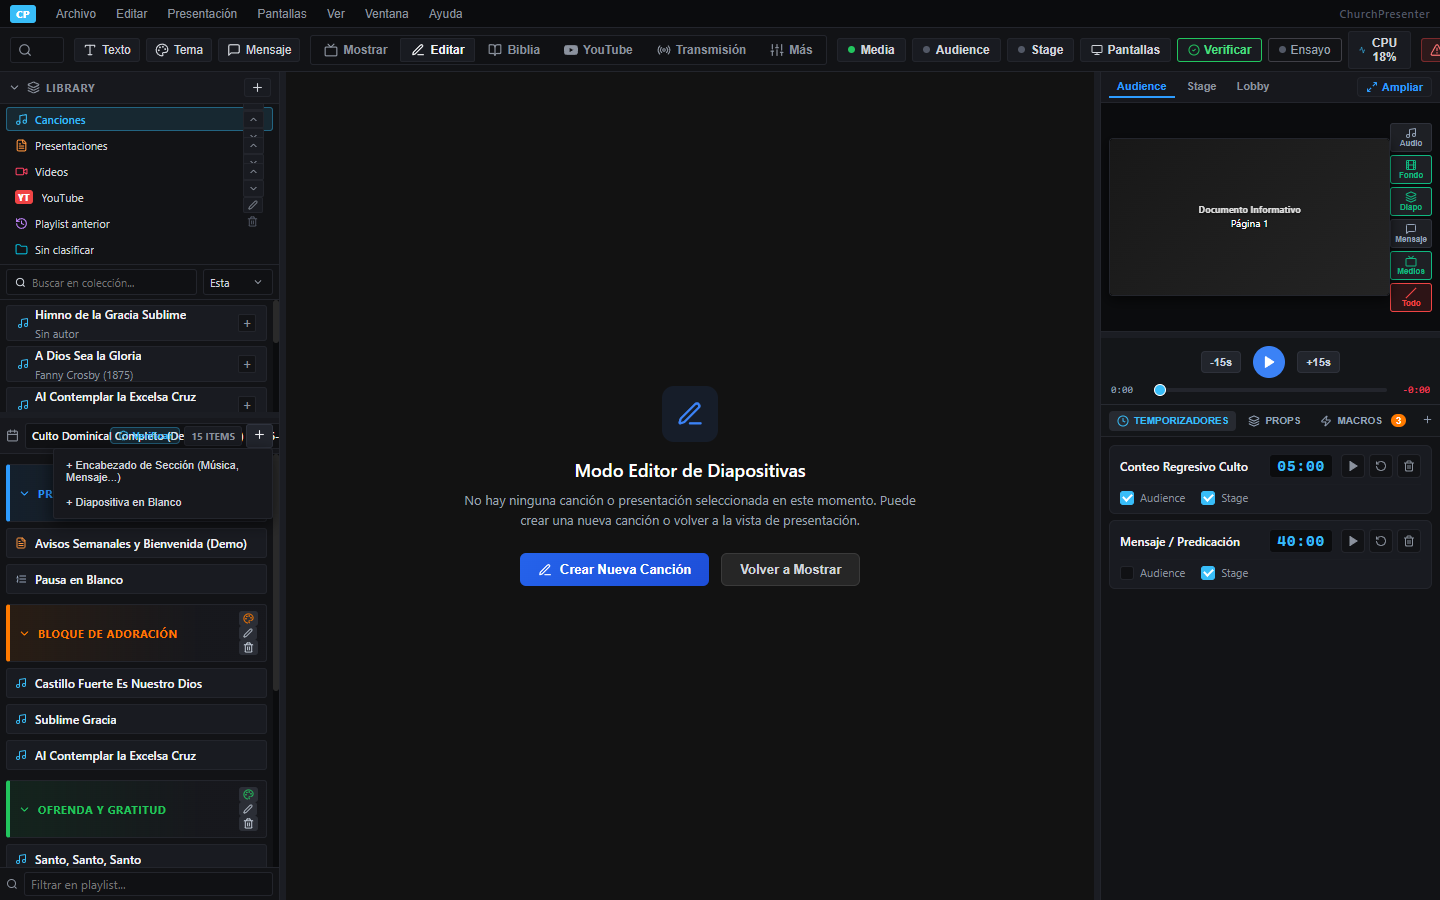 CP Archivo Editar Presentación Pantallas Ver Ventana Ayuda ChurchPresenter
Texto Tema Mensaje Mostrar Editar Biblia YouTube Transmisión Más Media Audience Stage Pantallas Verificar Ensayo CPU 18%
LIBRARY
Canciones
Presentaciones
Videos
YT YouTube
Playlist anterior
Sin clasificar
Buscar en colección... Esta
Himno de la Gracia Sublime
Sin autor
A Dios Sea la Gloria
Fanny Crosby (1875)
Al Contemplar la Excelsa Cruz
Culto Dominical Completo (De 15 ITEMS
+ Encabezado de Sección (Música,
Mensaje...)
+ Diapositiva en Blanco
PR
Avisos Semanales y Bienvenida (Demo)
Pausa en Blanco
BLOQUE DE ADORACIÓN
Castillo Fuerte Es Nuestro Dios
Sublime Gracia
Al Contemplar la Excelsa Cruz
OFRENDA Y GRATITUD
Santo, Santo, Santo
Filtrar en playlist...
Modo Editor de Diapositivas
No hay ninguna canción o presentación seleccionada en este momento. Puede
crear una nueva canción o volver a la vista de presentación.
Crear Nueva Canción Volver a Mostrar
Audience Stage Lobby Ampliar
Documento Informativo
Página 1
Audio
Fondo
Diapo
Mensaje
Medios
Todo
-15s +15s
0:00 -0:00
TEMPORIZADORES PROPS MACROS 3 +
Conteo Regresivo Culto 05:00
Audience Stage
Mensaje / Predicación 40:00
Audience Stage